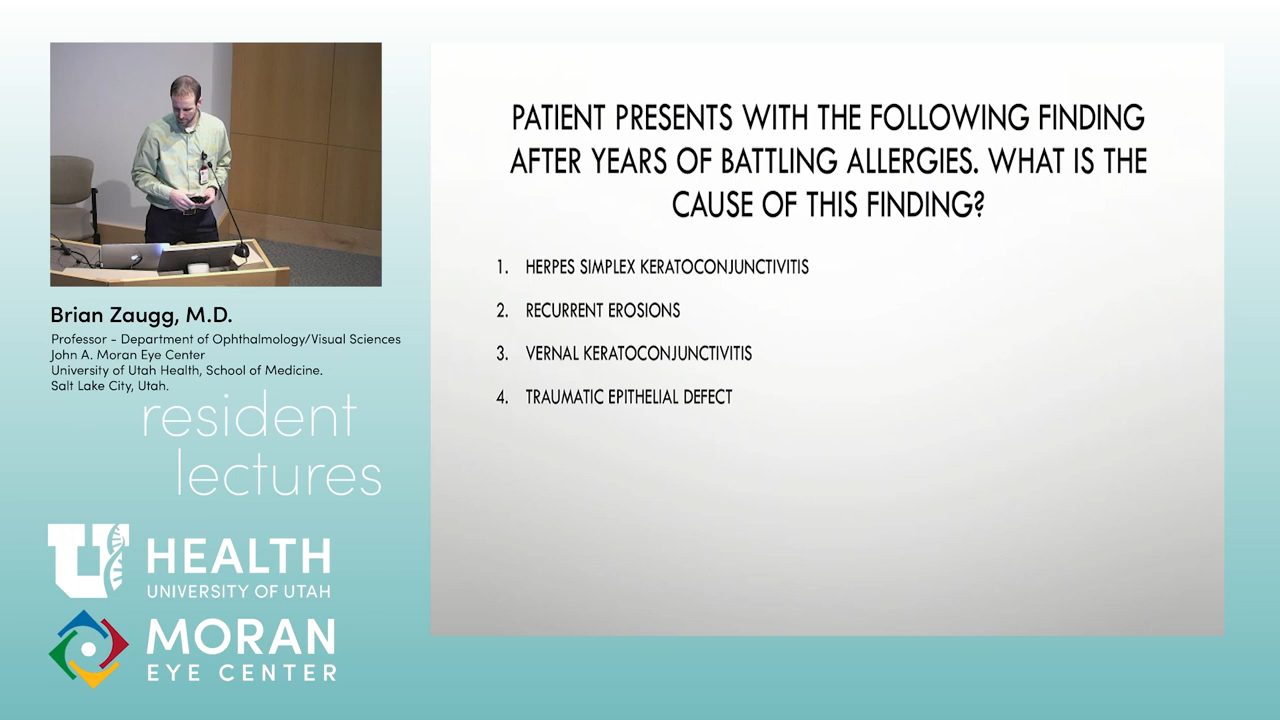 Brian Zaugg, M.D.
Professor - Department of Ophthalmology/Visual Sciences
John A. Moran Eye Center
University of Utah Health, School of Medicine.
Salt Lake City, Utah.
resident
lectures
U HEALTH
UNIVERSITY OF UTAH
MORAN
EYE CENTER
PATIENT PRESENTS WITH THE FOLLOWING FINDING
AFTER YEARS OF BATTLING ALLERGIES. WHAT IS THE
CAUSE OF THIS FINDING?
1. HERPES SIMPLEX KERATOCONJUNCTIVITIS
2. RECURRENT EROSIONS
3. VERNAL KERATOCONJUNCTIVITIS
4. TRAUMATIC EPITHELIAL DEFECT